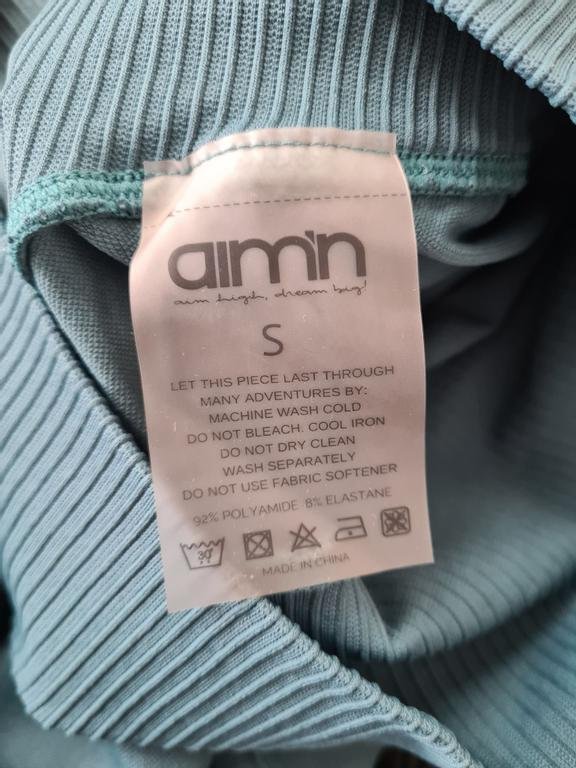 aim'n
aim high, dream big!
S
LET THIS PIECE LAST THROUGH
MANY ADVENTURES BY:
MACHINE WASH COLD
DO NOT BLEACH. COOL IRON
DO NOT DRY CLEAN
WASH SEPARATELY
DO NOT USE FABRIC SOFTENER
92% POLYAMIDE 8% ELASTANE
30°
MADE IN CHINA